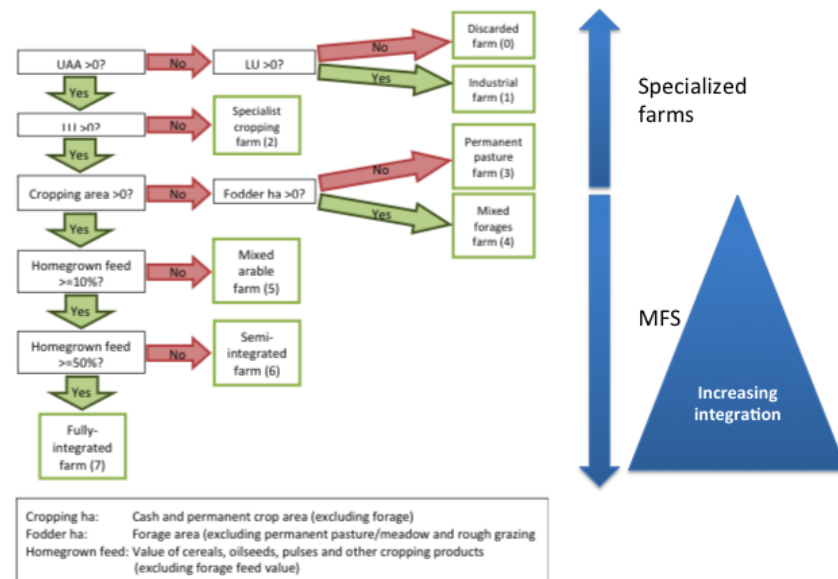 Discarded
farm (0)
No
UAA >0?
No
LU >0?
Yes
Industrial
farm (1)
Yes
Specialist
cropping
farm (2)
LU >0?
No
Yes
Permanent
pasture
farm (3)
No
Cropping area >0?
No
Fodder ha >0?
Yes
Mixed
forages
farm (4)
Yes
Homegrown feed
>=10%?
No
Mixed
arable
farm (5)
Yes
Homegrown feed
>=50%?
No
Semi-
integrated
farm (6)
Yes
Fully-
integrated
farm (7)
Specialized
farms
MFS
Increasing
integration
Cropping ha: Cash and permanent crop area (excluding forage)
Fodder ha: Forage area (excluding permanent pasture/meadow and rough grazing
Homegrown feed: Value of cereals, oilseeds, pulses and other cropping products
(excluding forage feed value)